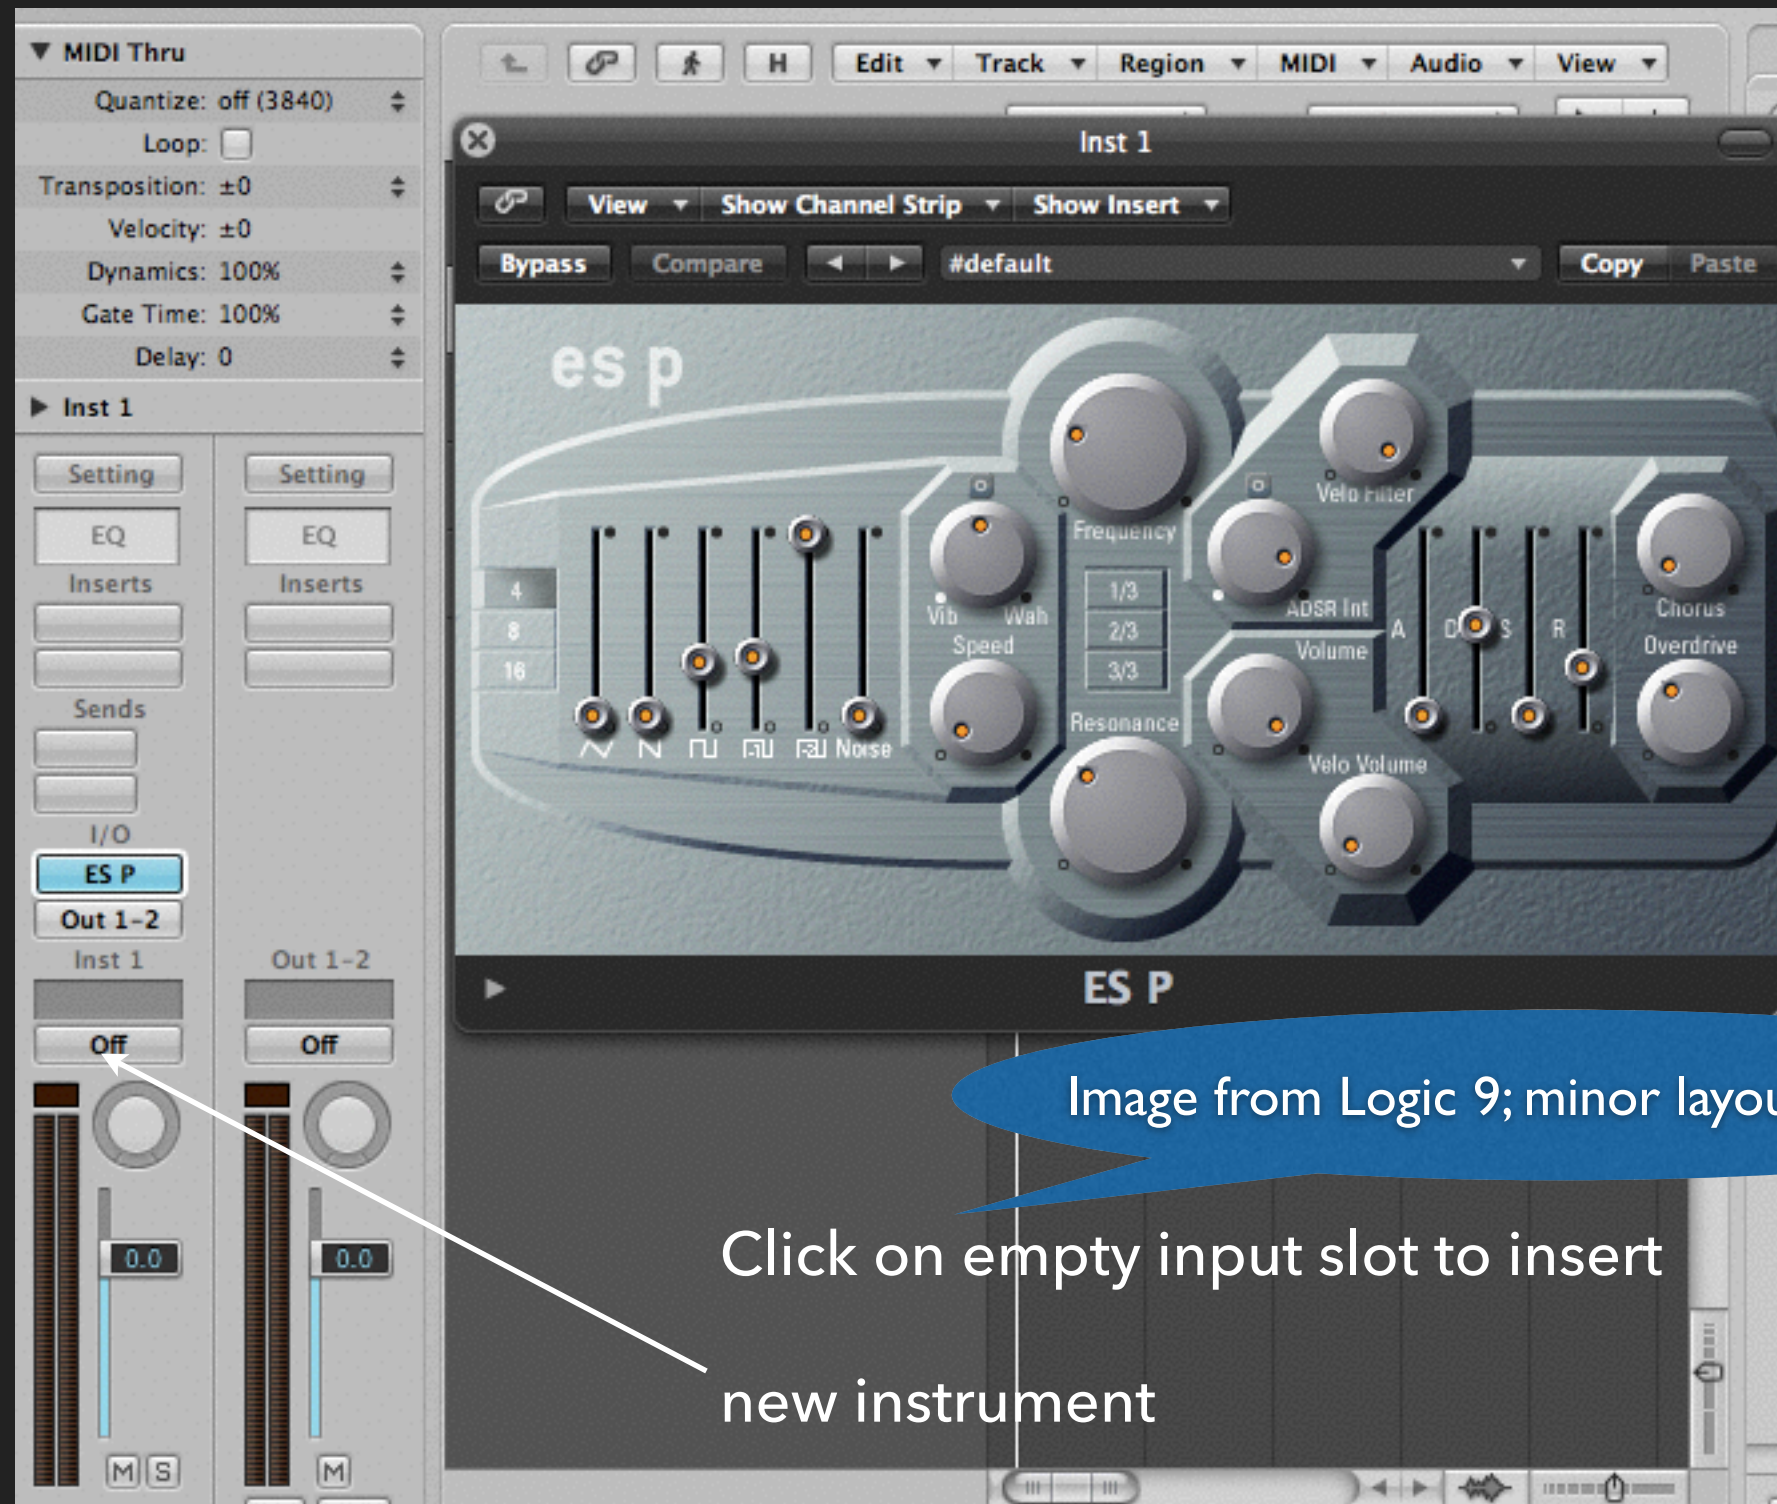 MIDI Thru
Quantize: off (3840)
Loop:
Transposition: ±0
Velocity: ±0
Dynamics: 100%
Gate Time: 100%
Delay: 0
Inst 1
Setting Setting
EQ EQ
Inserts Inserts
Sends
I/O
ES P
Out 1-2
Inst 1 Out 1-2
Off Off
0.0 0.0
M S M
H Edit Track Region MIDI Audio View
Inst 1
View Show Channel Strip Show Insert
Bypass Compare #default Copy Paste
es p
4
8
16
Noise
Vib Wah
Speed
Frequency
1/3
2/3
3/3
Resonance
Velo Filter
ADSR Int
Volume
Velo Volume
A D S R
Chorus
Overdrive
ES P
Image from Logic 9; minor layou
Click on empty input slot to insert
new instrument